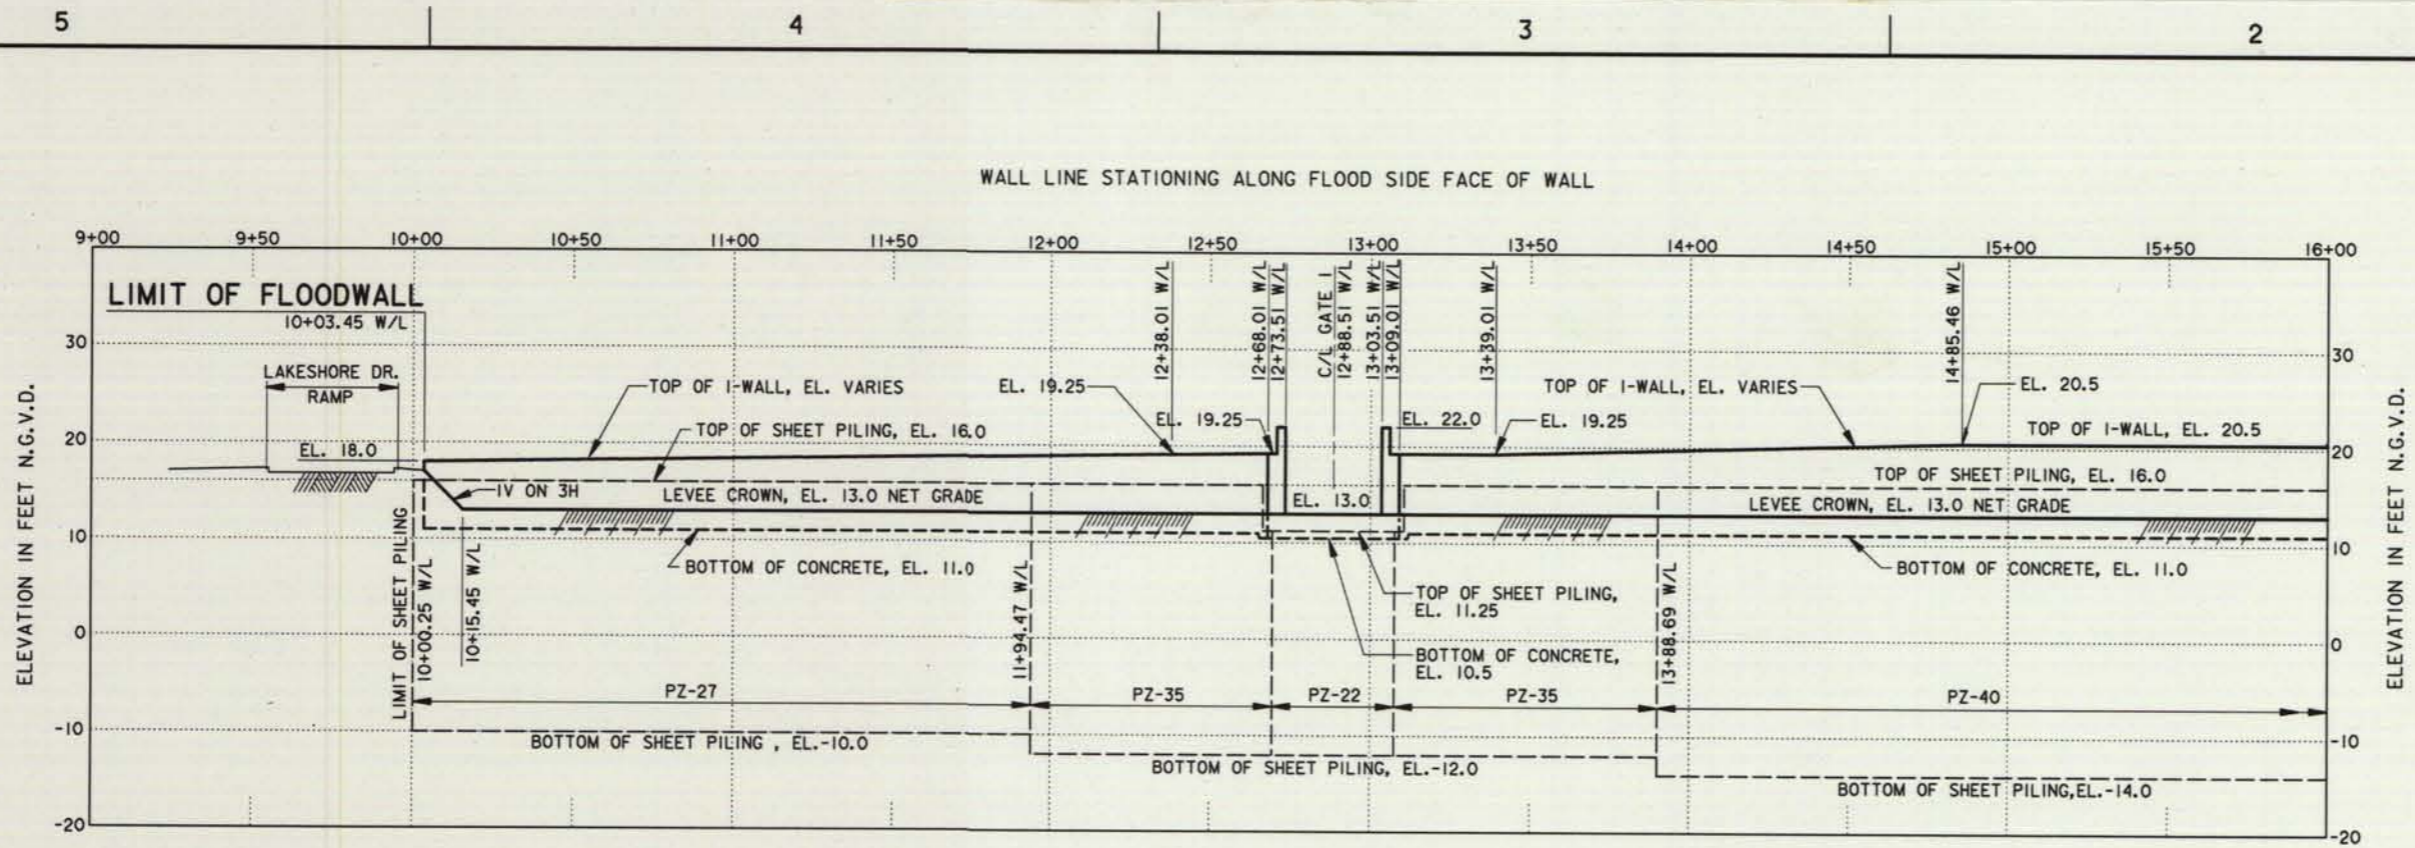 5
4
3
2
WALL LINE STATIONING ALONG FLOOD SIDE FACE OF WALL
9+00
9+50
10+00
10+50
11+00
11+50
12+00
12+50
13+00
13+50
14+00
14+50
15+00
15+50
16+00
LIMIT OF FLOODWALL
10+03.45 W/L
12+38.01 W/L
12+68.01 W/L
12+73.51 W/L
C/L GATE 1
12+88.51 W/L
13+03.51 W/L
13+09.01 W/L
13+39.01 W/L
14+85.46 W/L
30
30
LAKESHORE DR.
RAMP
TOP OF I-WALL, EL. VARIES
EL. 19.25
TOP OF I-WALL, EL. VARIES
EL. 20.5
EL. 19.25
EL. 22.0
EL. 19.25
TOP OF SHEET PILING, EL. 16.0
TOP OF I-WALL, EL. 20.5
20
20
EL. 18.0
TOP OF SHEET PILING, EL. 16.0
1V ON 3H
LEVEE CROWN, EL. 13.0 NET GRADE
EL. 13.0
LEVEE CROWN, EL. 13.0 NET GRADE
10
10
BOTTOM OF CONCRETE, EL. 11.0
BOTTOM OF CONCRETE, EL. 11.0
TOP OF SHEET PILING,
EL. 11.25
BOTTOM OF CONCRETE,
EL. 10.5
LIMIT OF SHEET PILING
10+00.25 W/L
10+15.45 W/L
11+94.47 W/L
13+88.69 W/L
0
0
PZ-27
PZ-35
PZ-22
PZ-35
PZ-40
-10
-10
BOTTOM OF SHEET PILING , EL.-10.0
BOTTOM OF SHEET PILING, EL.-12.0
BOTTOM OF SHEET PILING,EL.-14.0
-20
-20
ELEVATION IN FEET N.G.V.D.
ELEVATION IN FEET N.G.V.D.